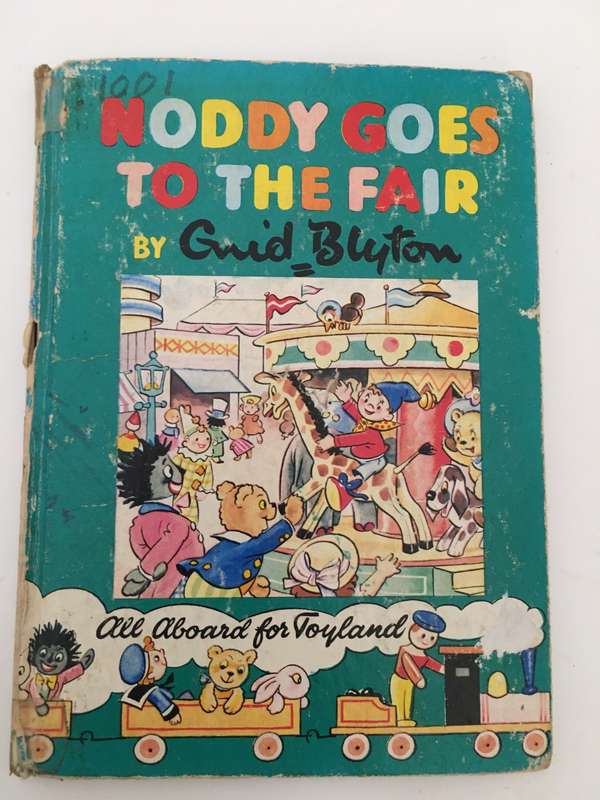 1001
NODDY GOES
TO THE FAIR
BY Enid Blyton
All Aboard for Toyland